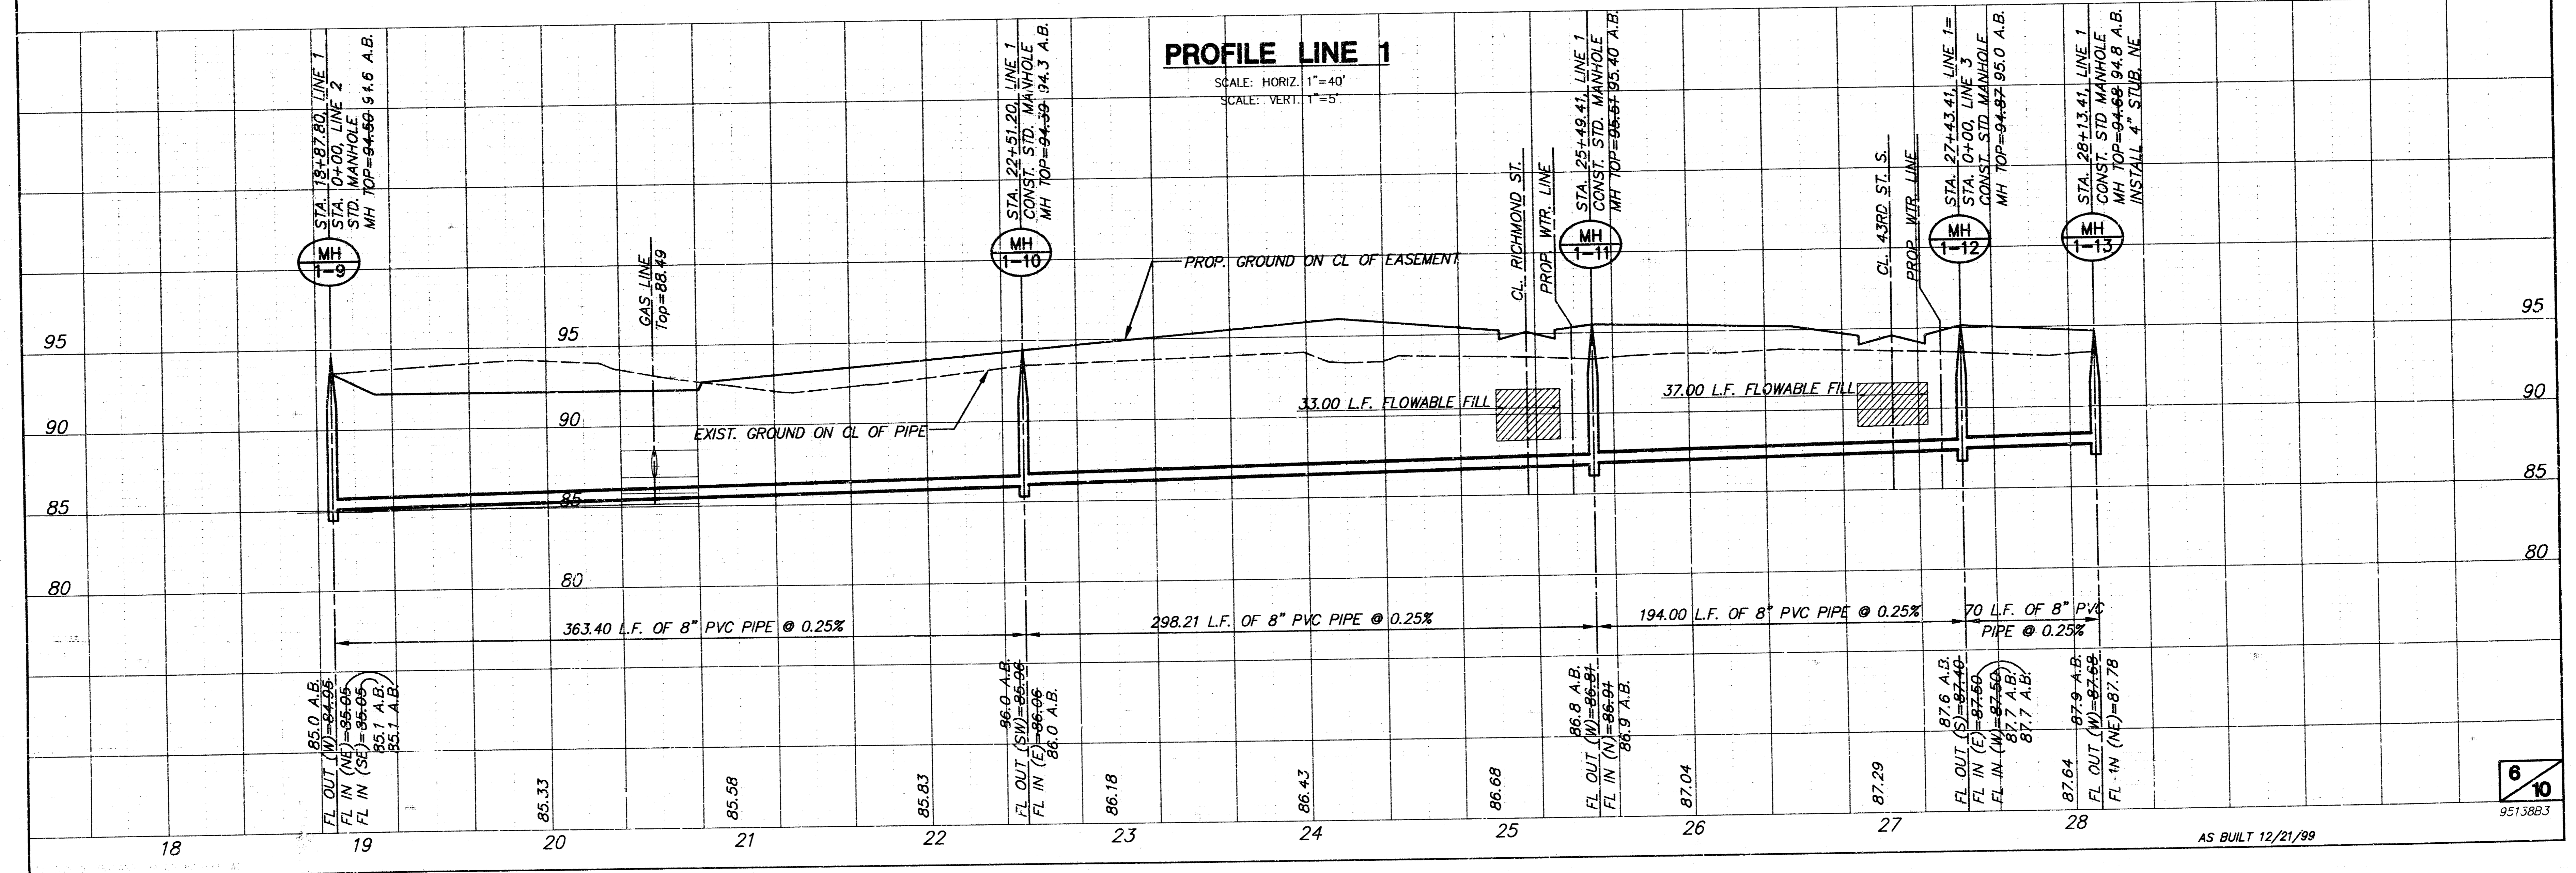 PROFILE LINE 1
SCALE: HORIZ. 1"=40'
SCALE: VERT. 1"=5'
STA. 18+87.80, LINE 1
STA. 0+00, LINE 2
STD. MANHOLE
MH TOP=94.50 94.6 A.B.
MH
1-9
GAS LINE
Top=88.49
STA. 22+51.20, LINE 1
CONST. STD. MANHOLE
MH TOP=94.39 94.3 A.B.
MH
1-10
PROP. GROUND ON CL OF EASEMENT
CL. RICHMOND ST.
PROP. WTR. LINE
STA. 25+49.41, LINE 1
CONST. STD. MANHOLE
MH TOP=95.51 95.40 A.B.
MH
1-11
CL. 43RD ST. S.
PROP. WTR. LINE
STA. 27+43.41, LINE 1=
STA. 0+00, LINE 3
CONST STD MANHOLE
MH TOP=94.87 95.0 A.B.
MH
1-12
STA. 28+13.41, LINE 1
CONST. STD MANHOLE
MH TOP=94.68 94.8 A.B.
INSTALL 4" STUB, NE
MH
1-13
95
95
95
90
90
90
EXIST. GROUND ON CL OF PIPE
33.00 L.F. FLOWABLE FILL
37.00 L.F. FLOWABLE FILL
85
85
85
80
80
80
363.40 L.F. OF 8" PVC PIPE @ 0.25%
298.21 L.F. OF 8" PVC PIPE @ 0.25%
194.00 L.F. OF 8" PVC PIPE @ 0.25%
70 L.F. OF 8" PVC
PIPE @ 0.25%
85.0 A.B.
FL OUT (W)=84.95
FL IN (NE)=85.05
FL IN (SE)=85.05
85.1 A.B.
85.1 A.B.
85.33
85.58
85.83
86.0 A.B.
FL OUT (SW)=85.96
FL IN (E)=86.06
86.0 A.B.
86.18
86.43
86.68
86.8 A.B.
FL OUT (W)=86.81
FL IN (N)=86.91
86.9 A.B.
87.04
87.29
87.6 A.B.
FL OUT (S)=87.40
FL IN (E)=87.50
FL IN (W)=87.50
87.7 A.B.
87.7 A.B.
87.64
87.9 A.B.
FL OUT (W)=87.68
FL IN (NE)=87.78
18
19
20
21
22
23
24
25
26
27
28
6
10
95138B3
AS BUILT 12/21/99